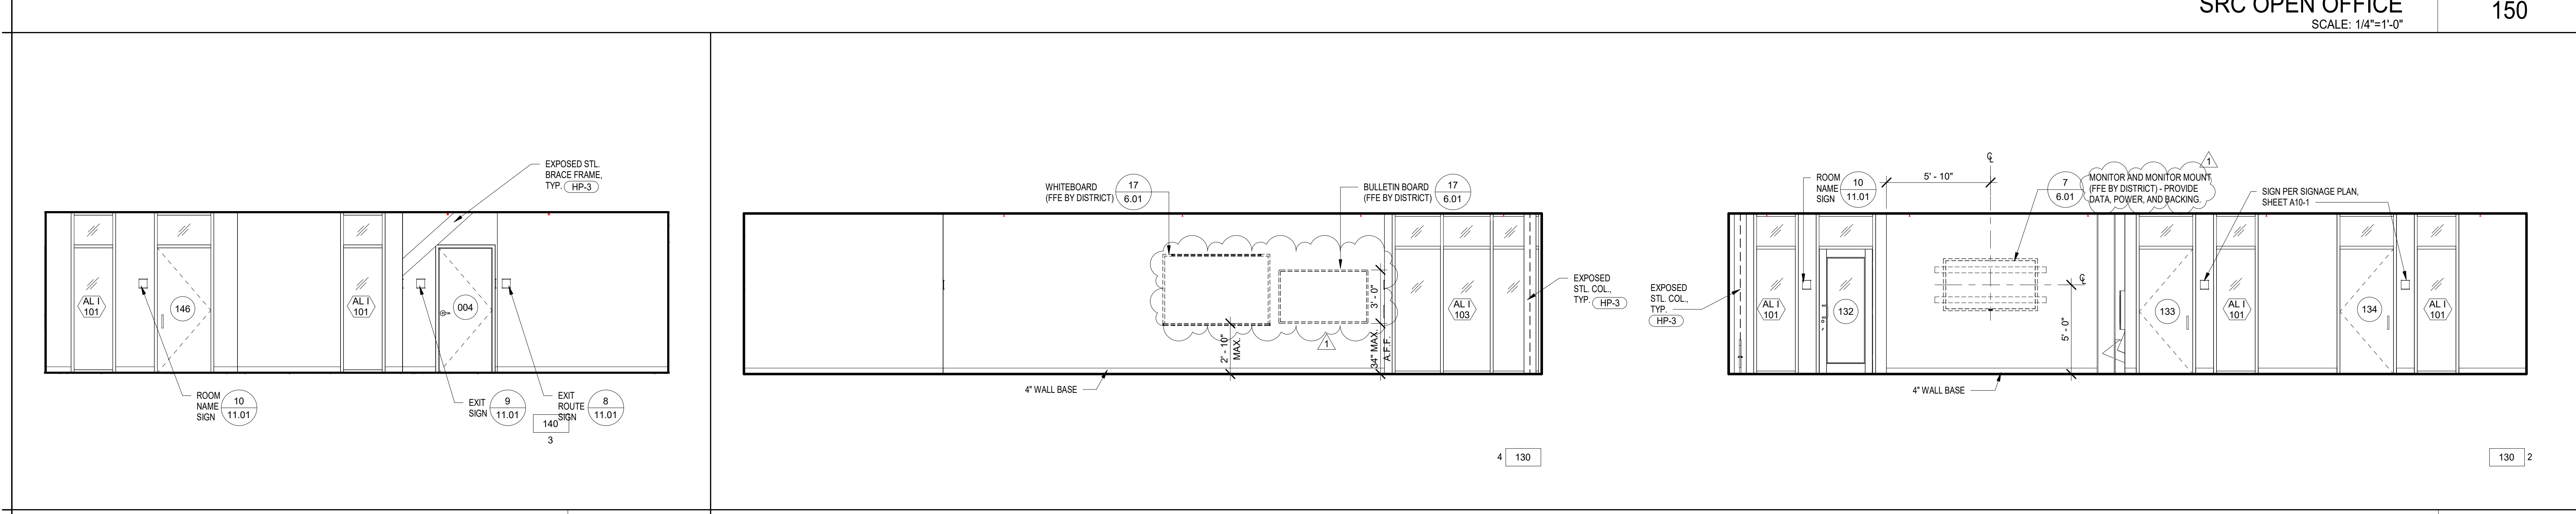 SRC OPEN OFFICE
SCALE: 1/4"=1'-0"
150
EXPOSED STL.
BRACE FRAME,
TYP. HP-3
AL I
101
146
AL I
101
004
ROOM
NAME
SIGN
10
11.01
EXIT
SIGN
9
11.01
EXIT
ROUTE
SIGN
8
11.01
140
3
WHITEBOARD
(FFE BY DISTRICT)
17
6.01
BULLETIN BOARD
(FFE BY DISTRICT)
17
6.01
2' - 10"
MAX.
3' - 0"
34" MAX.
A.F.F.
1
AL I
103
EXPOSED
STL. COL.,
TYP. HP-3
4" WALL BASE
4 130
EXPOSED
STL. COL.,
TYP.
HP-3
ROOM
NAME
SIGN
10
11.01
5' - 10"
CL
7
6.01
MONITOR AND MONITOR MOUNT
(FFE BY DISTRICT) - PROVIDE
DATA, POWER, AND BACKING.
1
SIGN PER SIGNAGE PLAN,
SHEET A10-1
AL I
101
132
CL
5' - 0"
133
AL I
101
134
AL I
101
4" WALL BASE
130 2